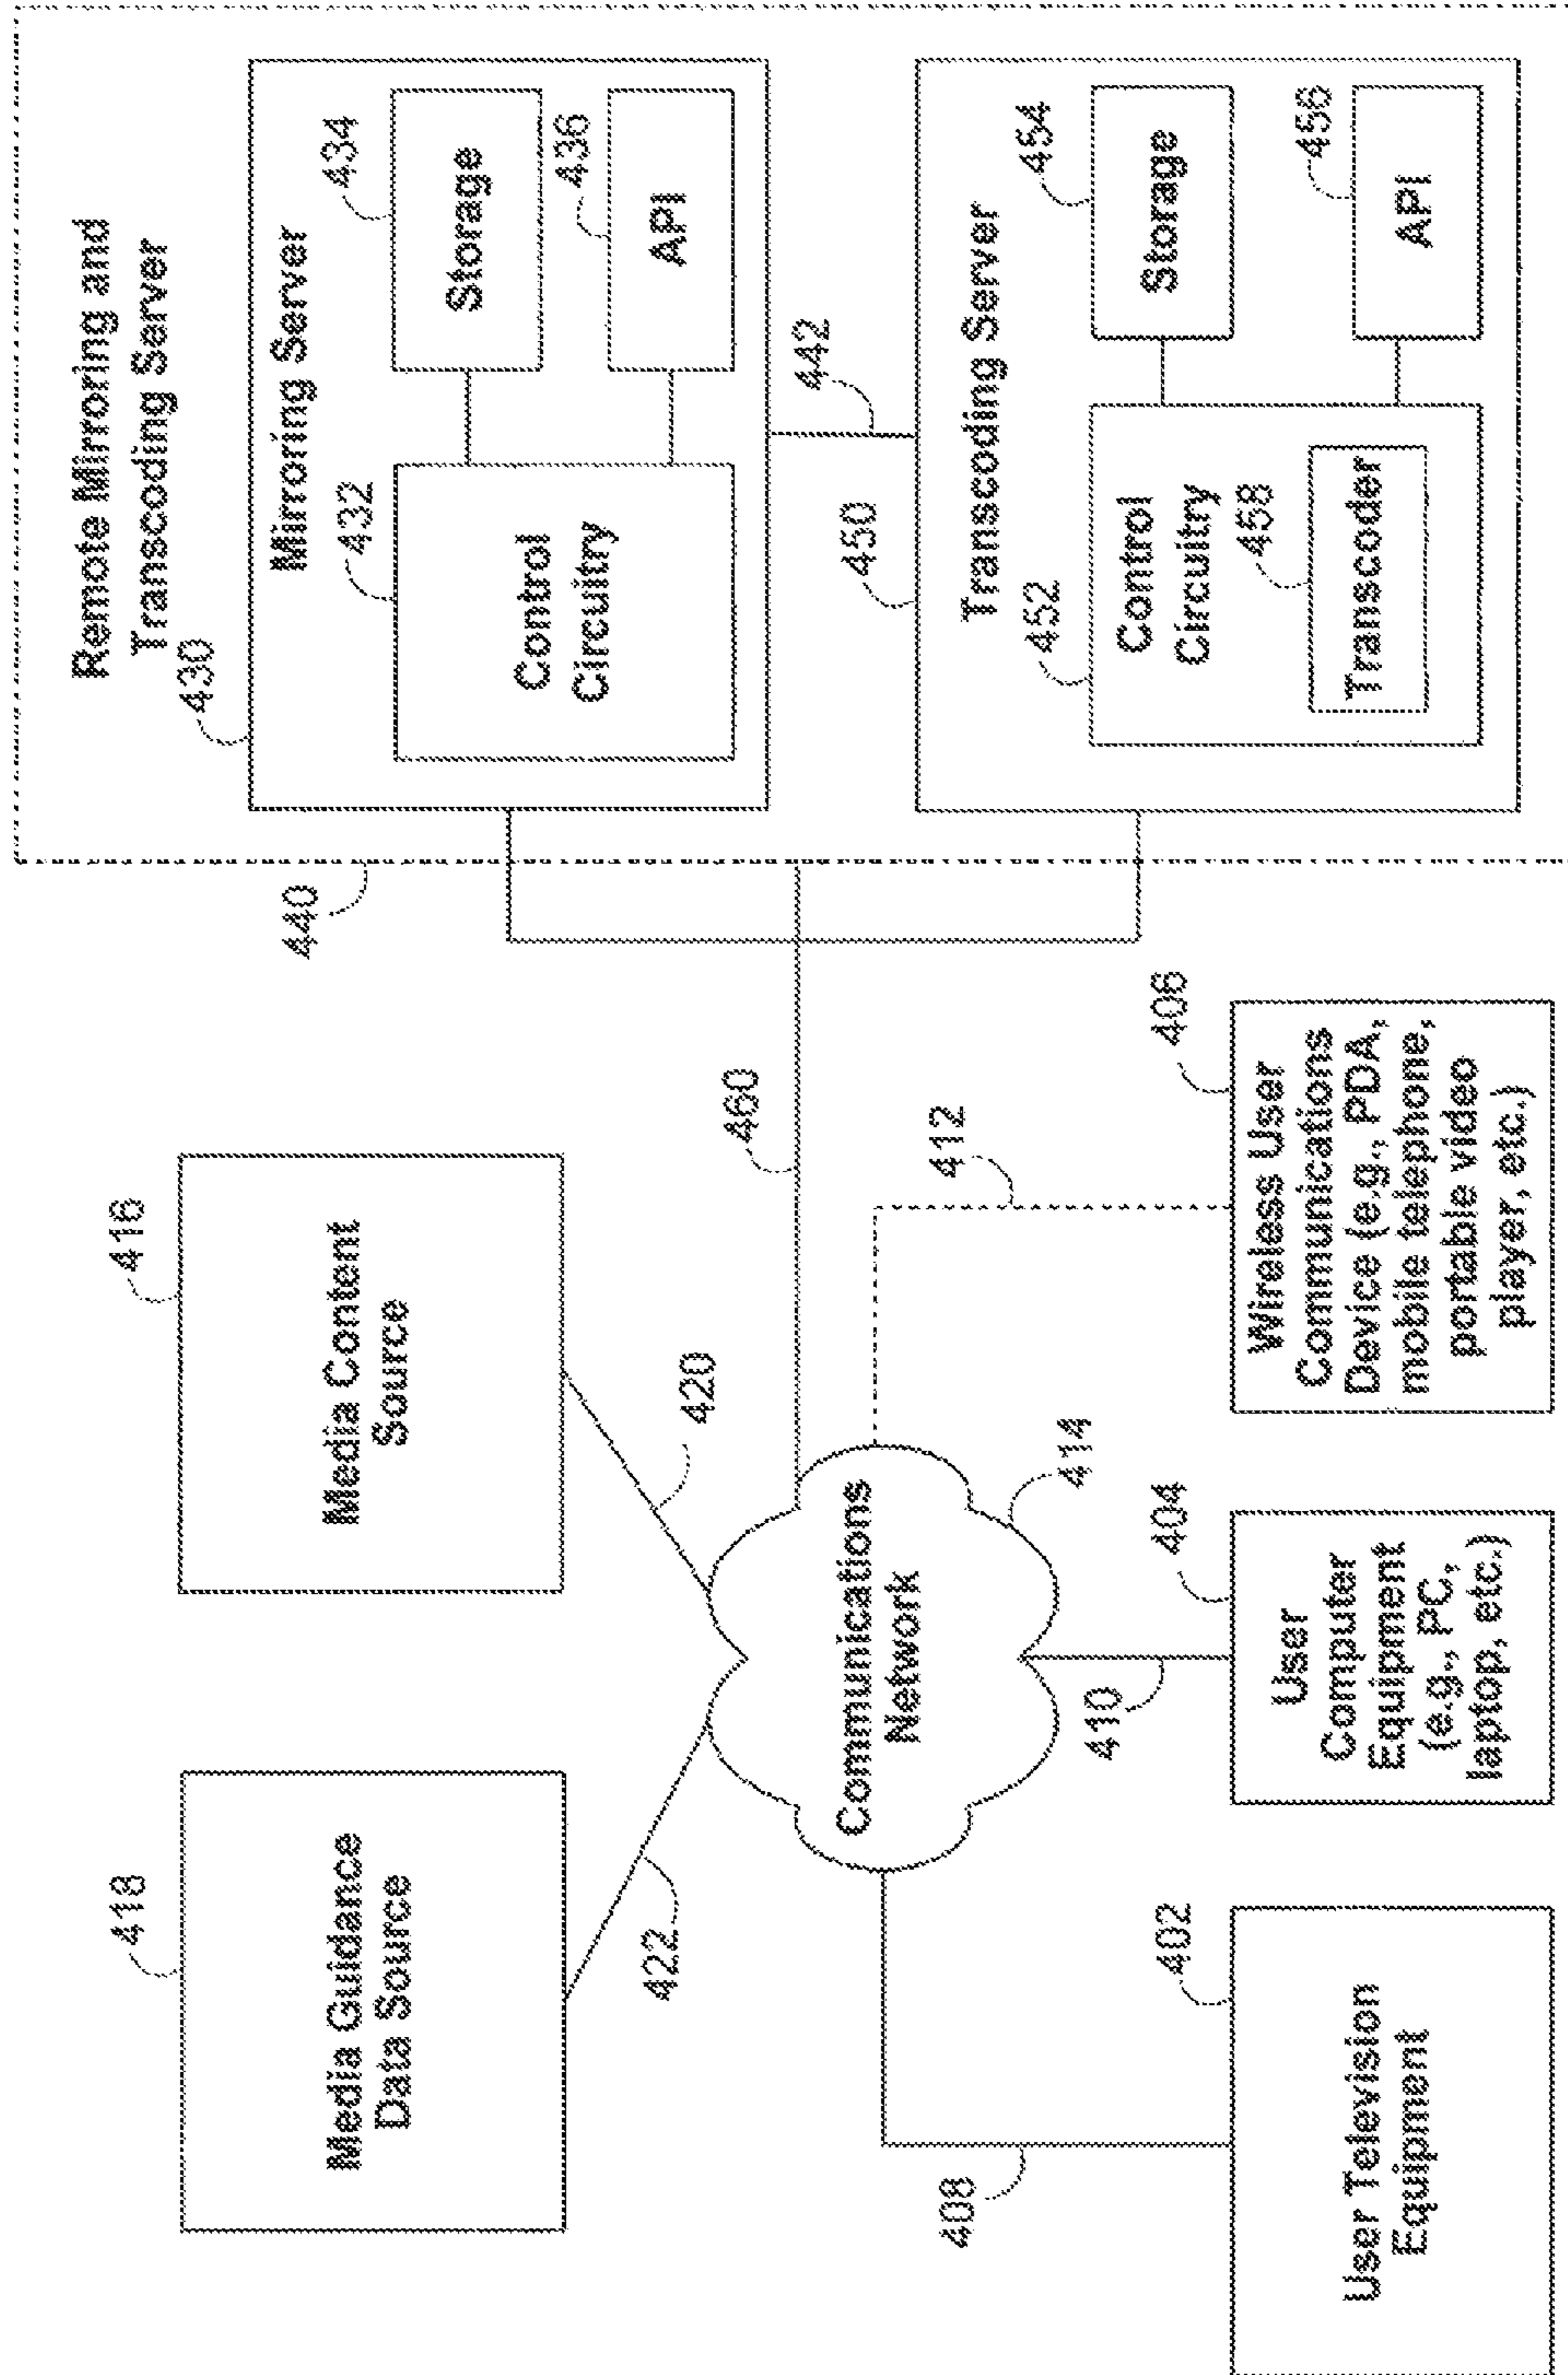 418
Media Guidance
Data Source
422
416
Media Content
Source
420
Communications
Network
414
460
412
408
410
402
User Television
Equipment
404
User
Computer
Equipment
(e.g., PC,
laptop, etc.)
406
Wireless User
Communications
Device (e.g., PDA,
mobile telephone,
portable video
player, etc.)
440
Remote Mirroring and
Transcoding Server
430
Mirroring Server
432
Control
Circuitry
434
Storage
436
API
442
450
Transcoding Server
452
Control
Circuitry
458
Transcoder
454
Storage
456
API